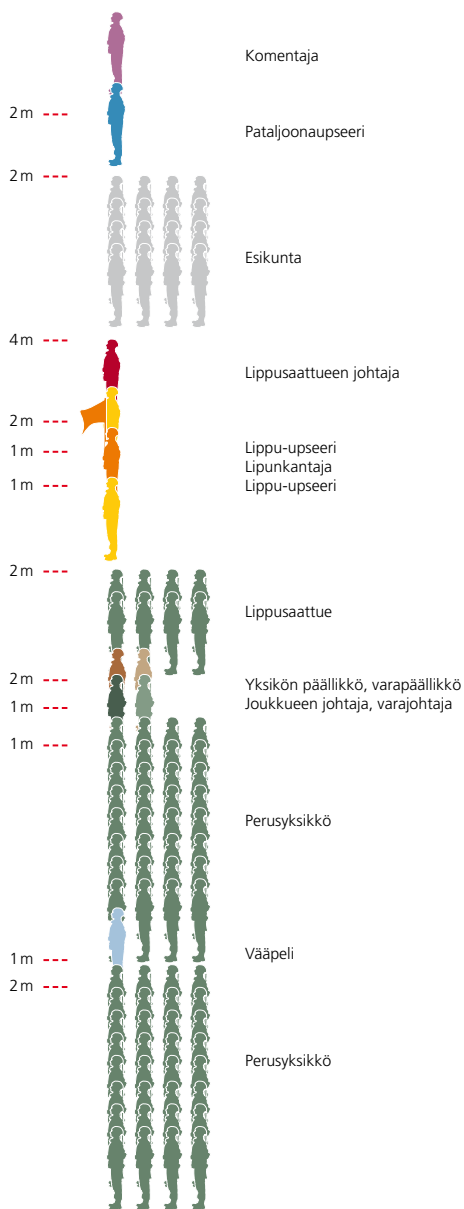 Komentaja
2 m
Pataljoonaupseeri
2 m
Esikunta
4 m
Lippusaattueen johtaja
2 m
1 m
Lippu-upseeri
Lipunkantaja
1 m
Lippu-upseeri
2 m
Lippusaattue
2 m
Yksikön päällikkö, varapäällikkö
1 m
Joukkueen johtaja, varajohtaja
1 m
Perusyksikkö
Vääpeli
1 m
2 m
Perusyksikkö